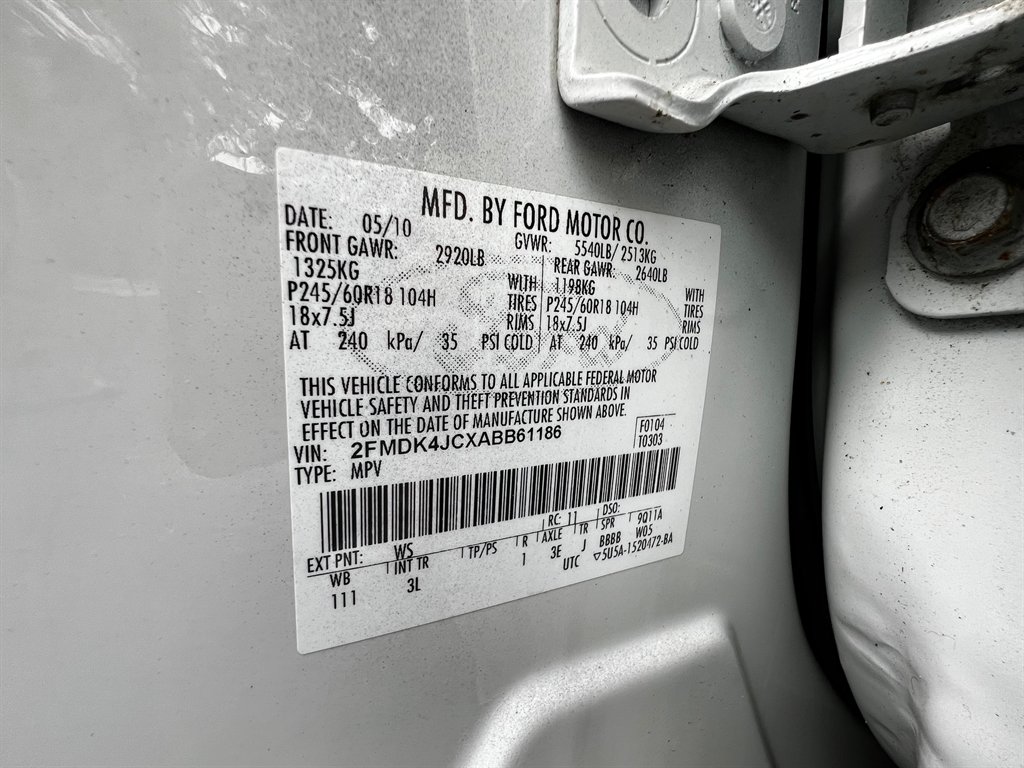 MFD. BY FORD MOTOR CO.
DATE: 05/10 GVWR: 5540LB/ 2513KG
FRONT GAWR: 2920LB REAR GAWR: 2640LB
1325KG WITH 1198KG WITH
P245/60R18 104H TIRES P245/60R18 104H TIRES
18x7.5J RIMS 18x7.5J RIMS
AT 240 kPa/ 35 PSI COLD AT 240 kPa/ 35 PSI COLD
THIS VEHICLE CONFORMS TO ALL APPLICABLE FEDERAL MOTOR
VEHICLE SAFETY AND THEFT PREVENTION STANDARDS IN
EFFECT ON THE DATE OF MANUFACTURE SHOWN ABOVE.
VIN: 2FMDK4JCXABB61186 F0104
TYPE: MPV T0303
EXT PNT: WS RC: 11 DSO:
WB INT TR TP/PS R AXLE TR SPR 9Q11A
111 3L 1 3E J BBBB W05
UTC ▽5U5A-1520472-BA